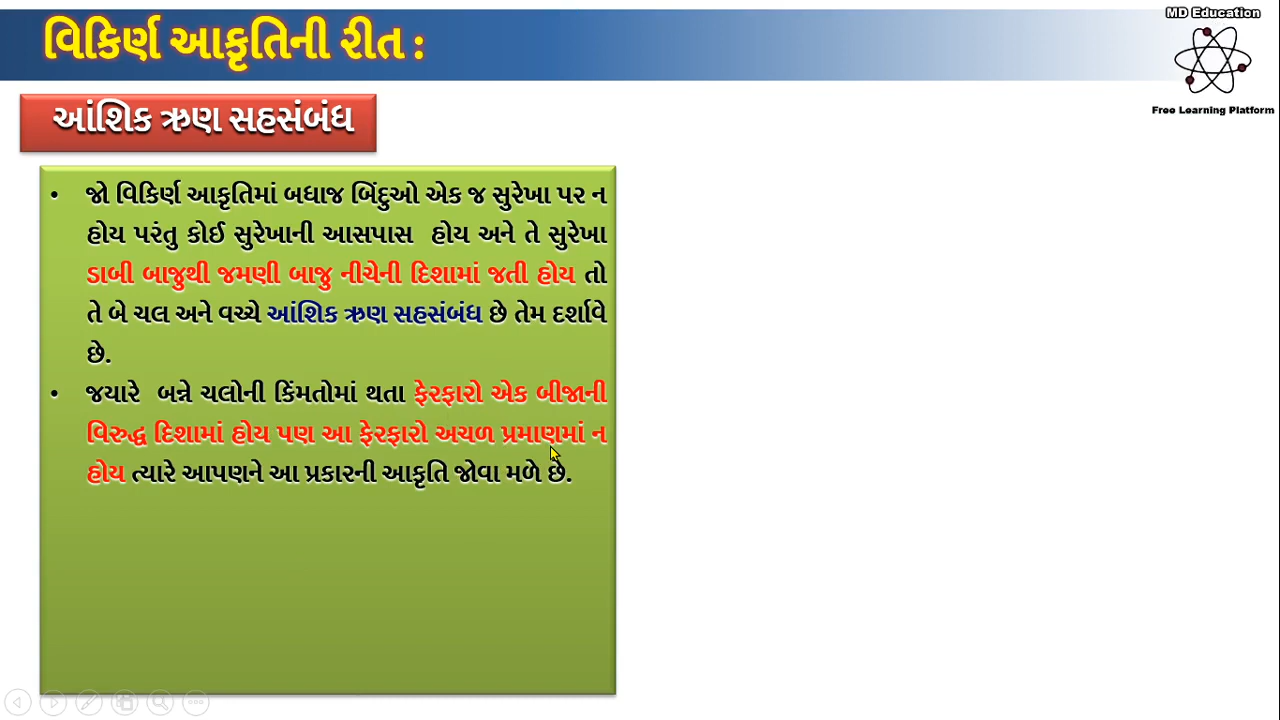 વિકિર્ણ આકૃતિની રીત :
MD Education
Free Learning Platform
આંશિક ઋણ સહસંબંધ
• જો વિકિર્ણ આકૃતિમાં બધાજ બિંદુઓ એક જ સુરેખા પર ન
હોય પરંતુ કોઈ સુરેખાની આસપાસ હોય અને તે સુરેખા
ડાબી બાજુથી જમણી બાજુ નીચેની દિશામાં જતી હોય તો
તે બે ચલ અને વચ્ચે આંશિક ઋણ સહસંબંધ છે તેમ દર્શાવે
છે.
• જયારે બન્ને ચલોની કિંમતોમાં થતા ફેરફારો એક બીજાની
વિરુદ્ધ દિશામાં હોય પણ આ ફેરફારો અચળ પ્રમાણમાં ન
હોય ત્યારે આપણને આ પ્રકારની આકૃતિ જોવા મળે છે.